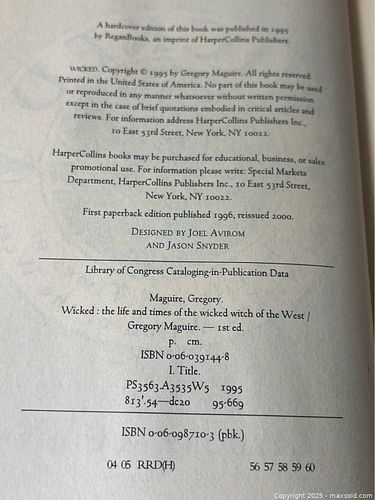 A hardcover edition of this book was published in 1995
by ReganBooks, an imprint of HarperCollins Publishers.
WICKED. Copyright © 1995 by Gregory Maguire. All rights reserved.
Printed in the United States of America. No part of this book may be used
or reproduced in any manner whatsoever without written permission
except in the case of brief quotations embodied in critical articles and
reviews. For information address HarperCollins Publishers Inc.,
10 East 53rd Street, New York, NY 10022.
HarperCollins books may be purchased for educational, business, or sales
promotional use. For information please write: Special Markets
Department, HarperCollins Publishers Inc., 10 East 53rd Street,
New York, NY 10022.
First paperback edition published 1996, reissued 2000.
DESIGNED BY JOEL AVIROM
AND JASON SNYDER
Library of Congress Cataloging-in-Publication Data
Maguire, Gregory.
Wicked : the life and times of the wicked witch of the West /
Gregory Maguire. — 1st ed.
p. cm.
ISBN 0-06-039144-8
I. Title.
PS3563.A3535W5 1995
813'.54—dc20 95-669
ISBN 0-06-098710-3 (pbk.)
04 05 RRD(H) 56 57 58 59 60
Copyright © 2025 - maxsold.com